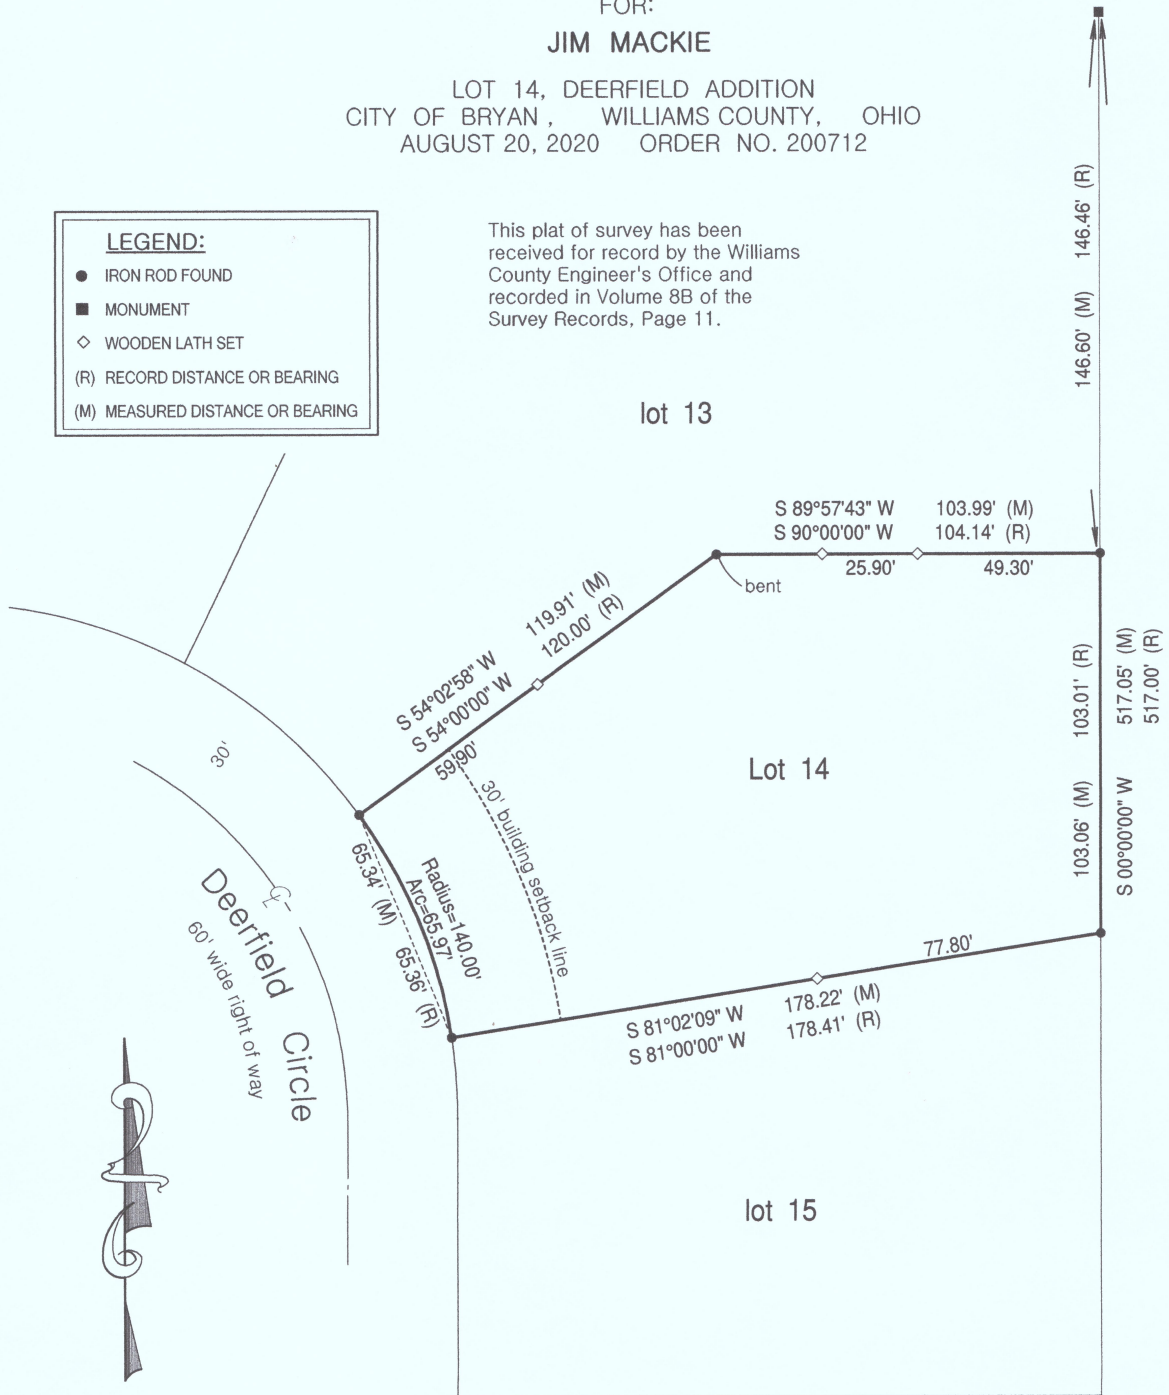 FOR:
JIM MACKIE
LOT 14, DEERFIELD ADDITION
CITY OF BRYAN , WILLIAMS COUNTY, OHIO
AUGUST 20, 2020 ORDER NO. 200712
LEGEND:
IRON ROD FOUND
MONUMENT
WOODEN LATH SET
(R) RECORD DISTANCE OR BEARING
(M) MEASURED DISTANCE OR BEARING
This plat of survey has been
received for record by the Williams
County Engineer's Office and
recorded in Volume 8B of the
Survey Records, Page 11.
146.60' (M) 146.46' (R)
lot 13
S 89°57'43" W 103.99' (M)
S 90°00'00" W 104.14' (R)
25.90' 49.30'
bent
S 54°02'58" W 119.91' (M)
S 54°00'00" W 120.00' (R)
59.90'
103.06' (M) 103.01' (R)
S 00°00'00" W 517.05' (M)
517.00' (R)
Lot 14
30'
30' building setback line
Radius=140.00'
Arc=65.97'
65.34' (M) 65.36' (R)
CL
Deerfield Circle
60' wide right of way
77.80'
S 81°02'09" W 178.22' (M)
S 81°00'00" W 178.41' (R)
lot 15